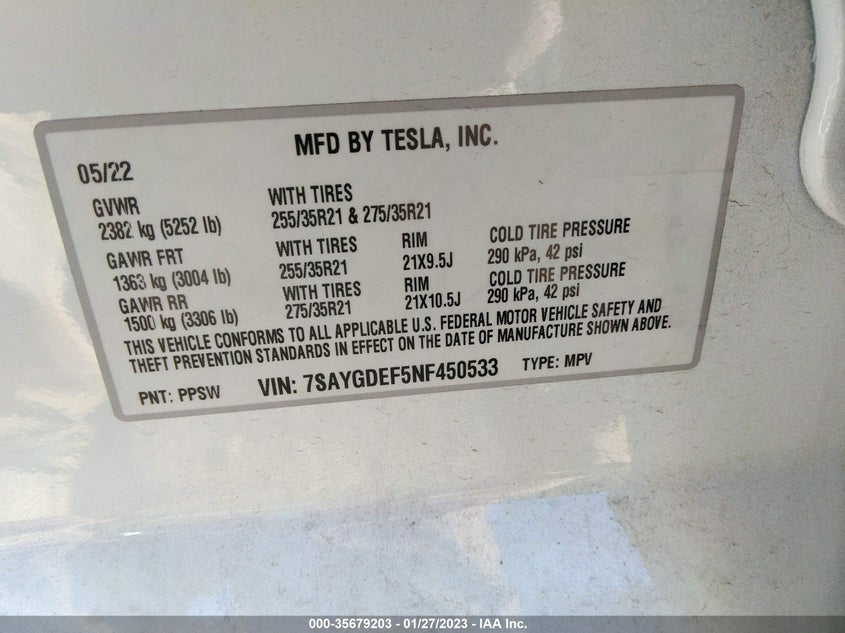 MFD BY TESLA, INC.
05/22
GVWR WITH TIRES
2382 kg (5252 lb) 255/35R21 & 275/35R21
GAWR FRT WITH TIRES RIM COLD TIRE PRESSURE
1363 kg (3004 lb) 255/35R21 21X9.5J 290 kPa, 42 psi
GAWR RR WITH TIRES RIM COLD TIRE PRESSURE
1500 kg (3306 lb) 275/35R21 21X10.5J 290 kPa, 42 psi
THIS VEHICLE CONFORMS TO ALL APPLICABLE U.S. FEDERAL MOTOR VEHICLE SAFETY AND
THEFT PREVENTION STANDARDS IN EFFECT ON THE DATE OF MANUFACTURE SHOWN ABOVE.
PNT: PPSW VIN: 7SAYGDEF5NF450533 TYPE: MPV
000-35679203 - 01/27/2023 - IAA Inc.